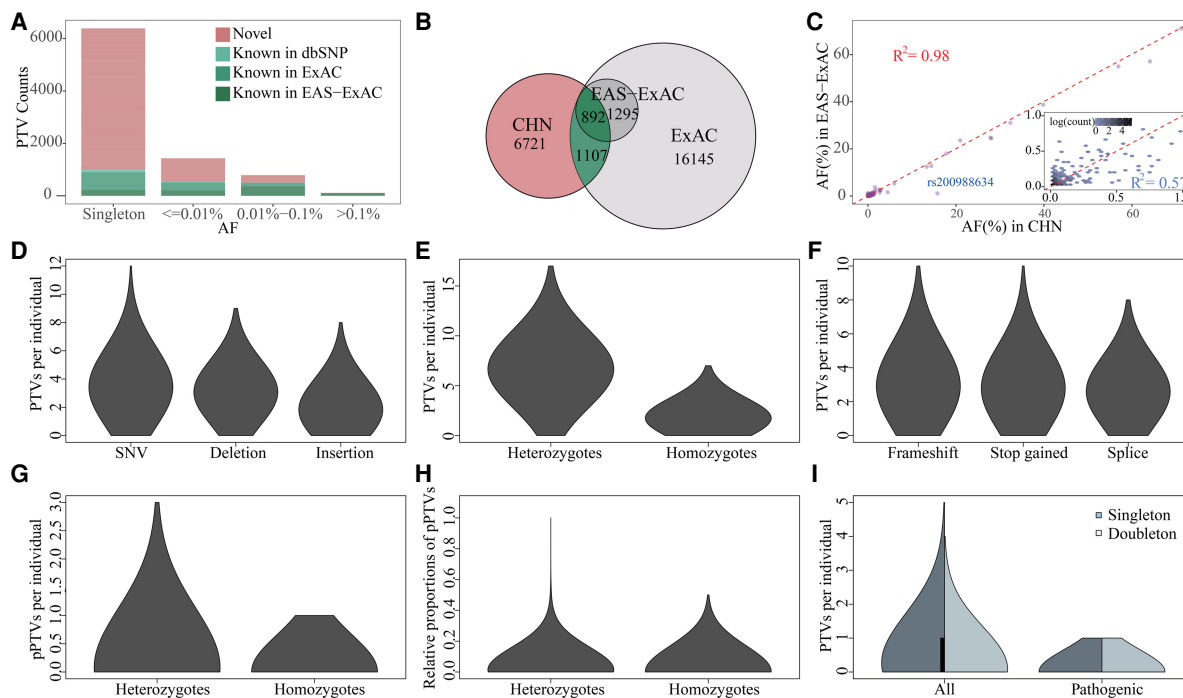 A
PTV Counts
6000
4000
2000
0
Novel
Known in dbSNP
Known in ExAC
Known in EAS−ExAC
Singleton
<=0.01%
0.01%−0.1%
>0.1%
AF
B
CHN
6721
892
1107
EAS−ExAC
1295
ExAC
16145
C
AF(%) in EAS−ExAC
60
40
20
0
R²= 0.98
rs200988634
log(count)
0 2 4
1.0
0.5
0.0
R²= 0.57
0.0 0.5
0 20 40 60
AF(%) in CHN
D
PTVs per individual
0 2 4 6 8 10 12
SNV Deletion Insertion
E
PTVs per individual
0 5 10 15
Heterozygotes Homozygotes
F
PTVs per individual
0 2 4 6 8 10
Frameshift Stop gained Splice
G
pPTVs per individual
0.0 0.5 1.0 1.5 2.0 2.5 3.0
Heterozygotes Homozygotes
H
Relative proportions of pPTVs
0.0 0.2 0.4 0.6 0.8 1.0
Heterozygotes Homozygotes
I
PTVs per individual
0 1 2 3 4 5
Singleton
Doubleton
All Pathogenic